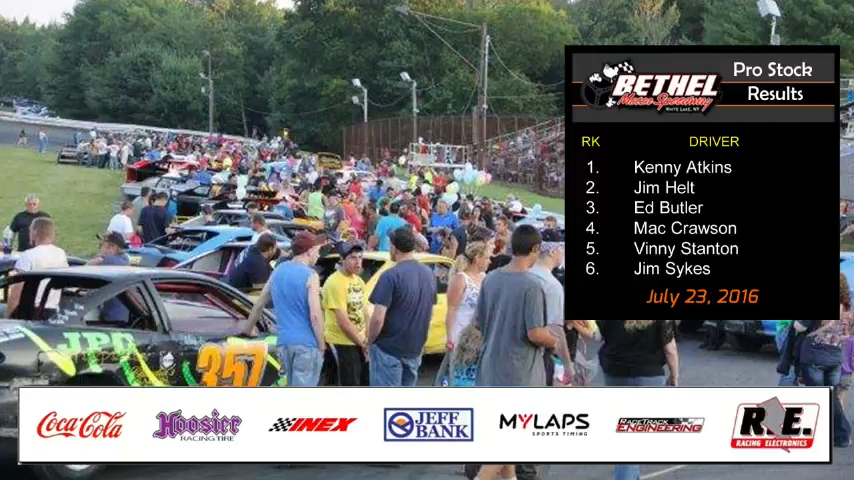 BETHEL
Motor Speedway
WHITE LAKE, NY
Pro Stock
Results
RK DRIVER
1. Kenny Atkins
2. Jim Helt
3. Ed Butler
4. Mac Crawson
5. Vinny Stanton
6. Jim Sykes
July 23, 2016
JPD
357
Coca-Cola
Hoosier
RACING TIRE
INEX
JEFF
BANK
MYLAPS
SPORTS TIMING
RACETRACK
ENGINEERING
R.E.
RACING ELECTRONICS